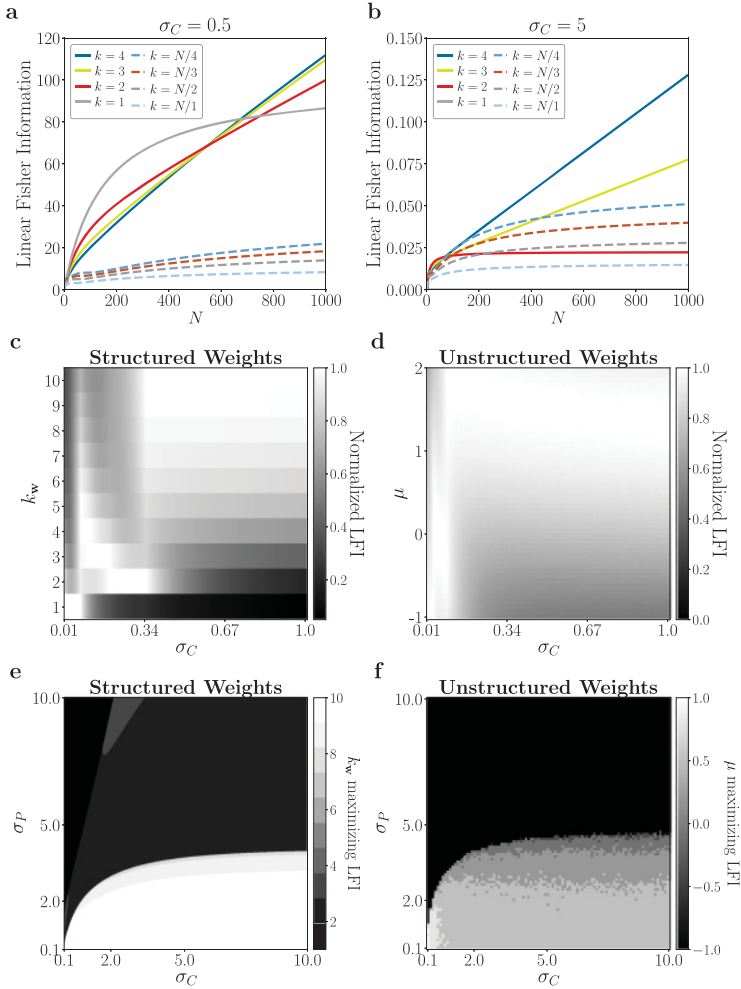 a
σ_C = 0.5
120
100
80
60
40
20
0
Linear Fisher Information
k = 4
k = 3
k = 2
k = 1
k = N/4
k = N/3
k = N/2
k = N/1
0 200 400 600 800 1000
N
b
σ_C = 5
0.150
0.125
0.100
0.075
0.050
0.025
0.000
Linear Fisher Information
k = 4
k = 3
k = 2
k = 1
k = N/4
k = N/3
k = N/2
k = N/1
0 200 400 600 800 1000
N
c
Structured Weights
10
9
8
7
6
5
4
3
2
1
k_w
0.01 0.34 0.67 1.0
σ_C
1.0
0.8
0.6
0.4
0.2
Normalized LFI
d
Unstructured Weights
2
1
0
-1
μ
0.01 0.34 0.67 1.0
σ_C
1.0
0.8
0.6
0.4
0.2
0.0
Normalized LFI
e
Structured Weights
10.0
5.0
2.0
0.1
σ_P
0.1 2.0 5.0 10.0
σ_C
10
8
6
4
2
k_w maximizing LFI
f
Unstructured Weights
10.0
5.0
2.0
0.1
σ_P
0.1 2.0 5.0 10.0
σ_C
1.0
0.5
0.0
−0.5
−1.0
μ maximizing LFI